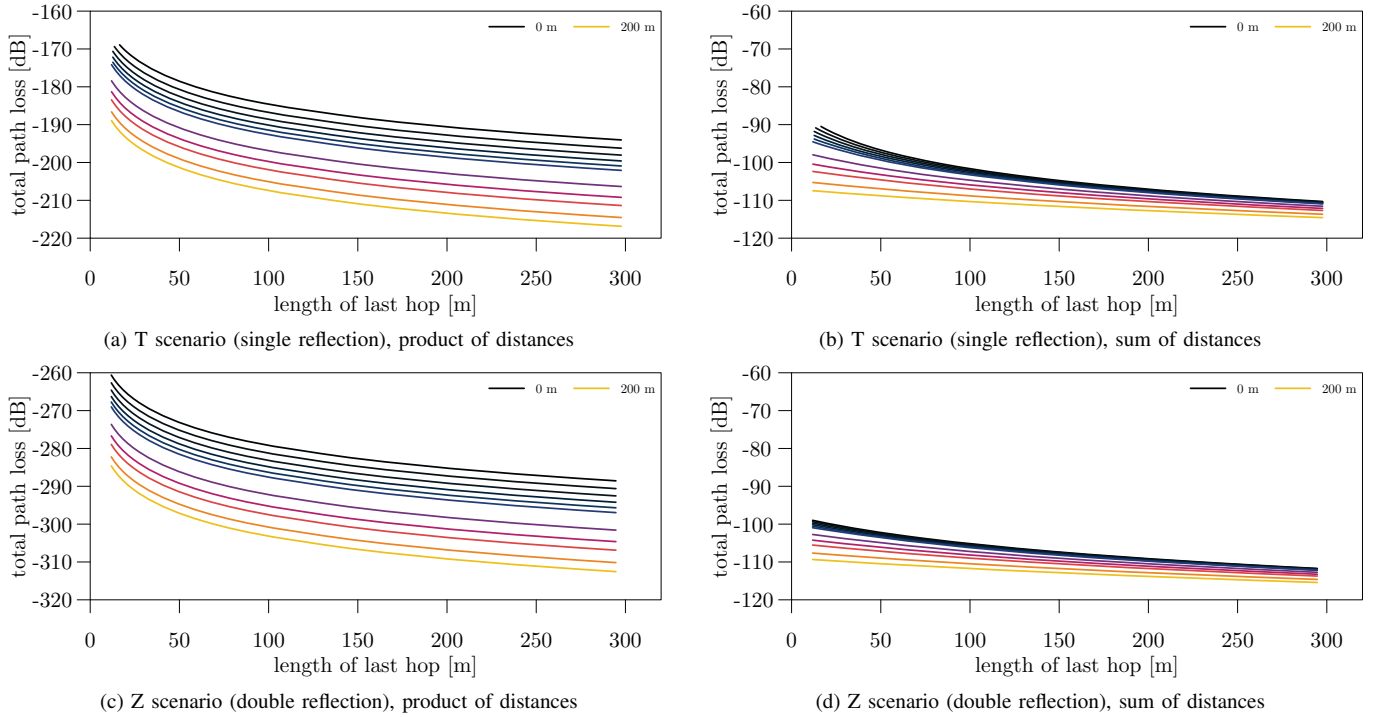 -160
-170
-180
-190
-200
-210
-220
total path loss [dB]
0 m
200 m
0
50
100
150
200
250
300
length of last hop [m]
(a) T scenario (single reflection), product of distances
-60
-70
-80
-90
-100
-110
-120
total path loss [dB]
0 m
200 m
0
50
100
150
200
250
300
length of last hop [m]
(b) T scenario (single reflection), sum of distances
-260
-270
-280
-290
-300
-310
-320
total path loss [dB]
0 m
200 m
0
50
100
150
200
250
300
length of last hop [m]
(c) Z scenario (double reflection), product of distances
-60
-70
-80
-90
-100
-110
-120
total path loss [dB]
0 m
200 m
0
50
100
150
200
250
300
length of last hop [m]
(d) Z scenario (double reflection), sum of distances